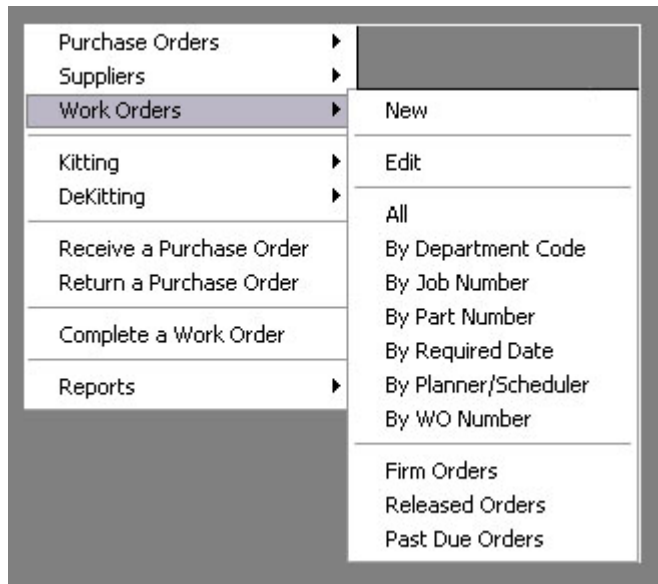 Purchase Orders
Suppliers
Work Orders
Kitting
DeKitting
Receive a Purchase Order
Return a Purchase Order
Complete a Work Order
Reports
New
Edit
All
By Department Code
By Job Number
By Part Number
By Required Date
By Planner/Scheduler
By WO Number
Firm Orders
Released Orders
Past Due Orders